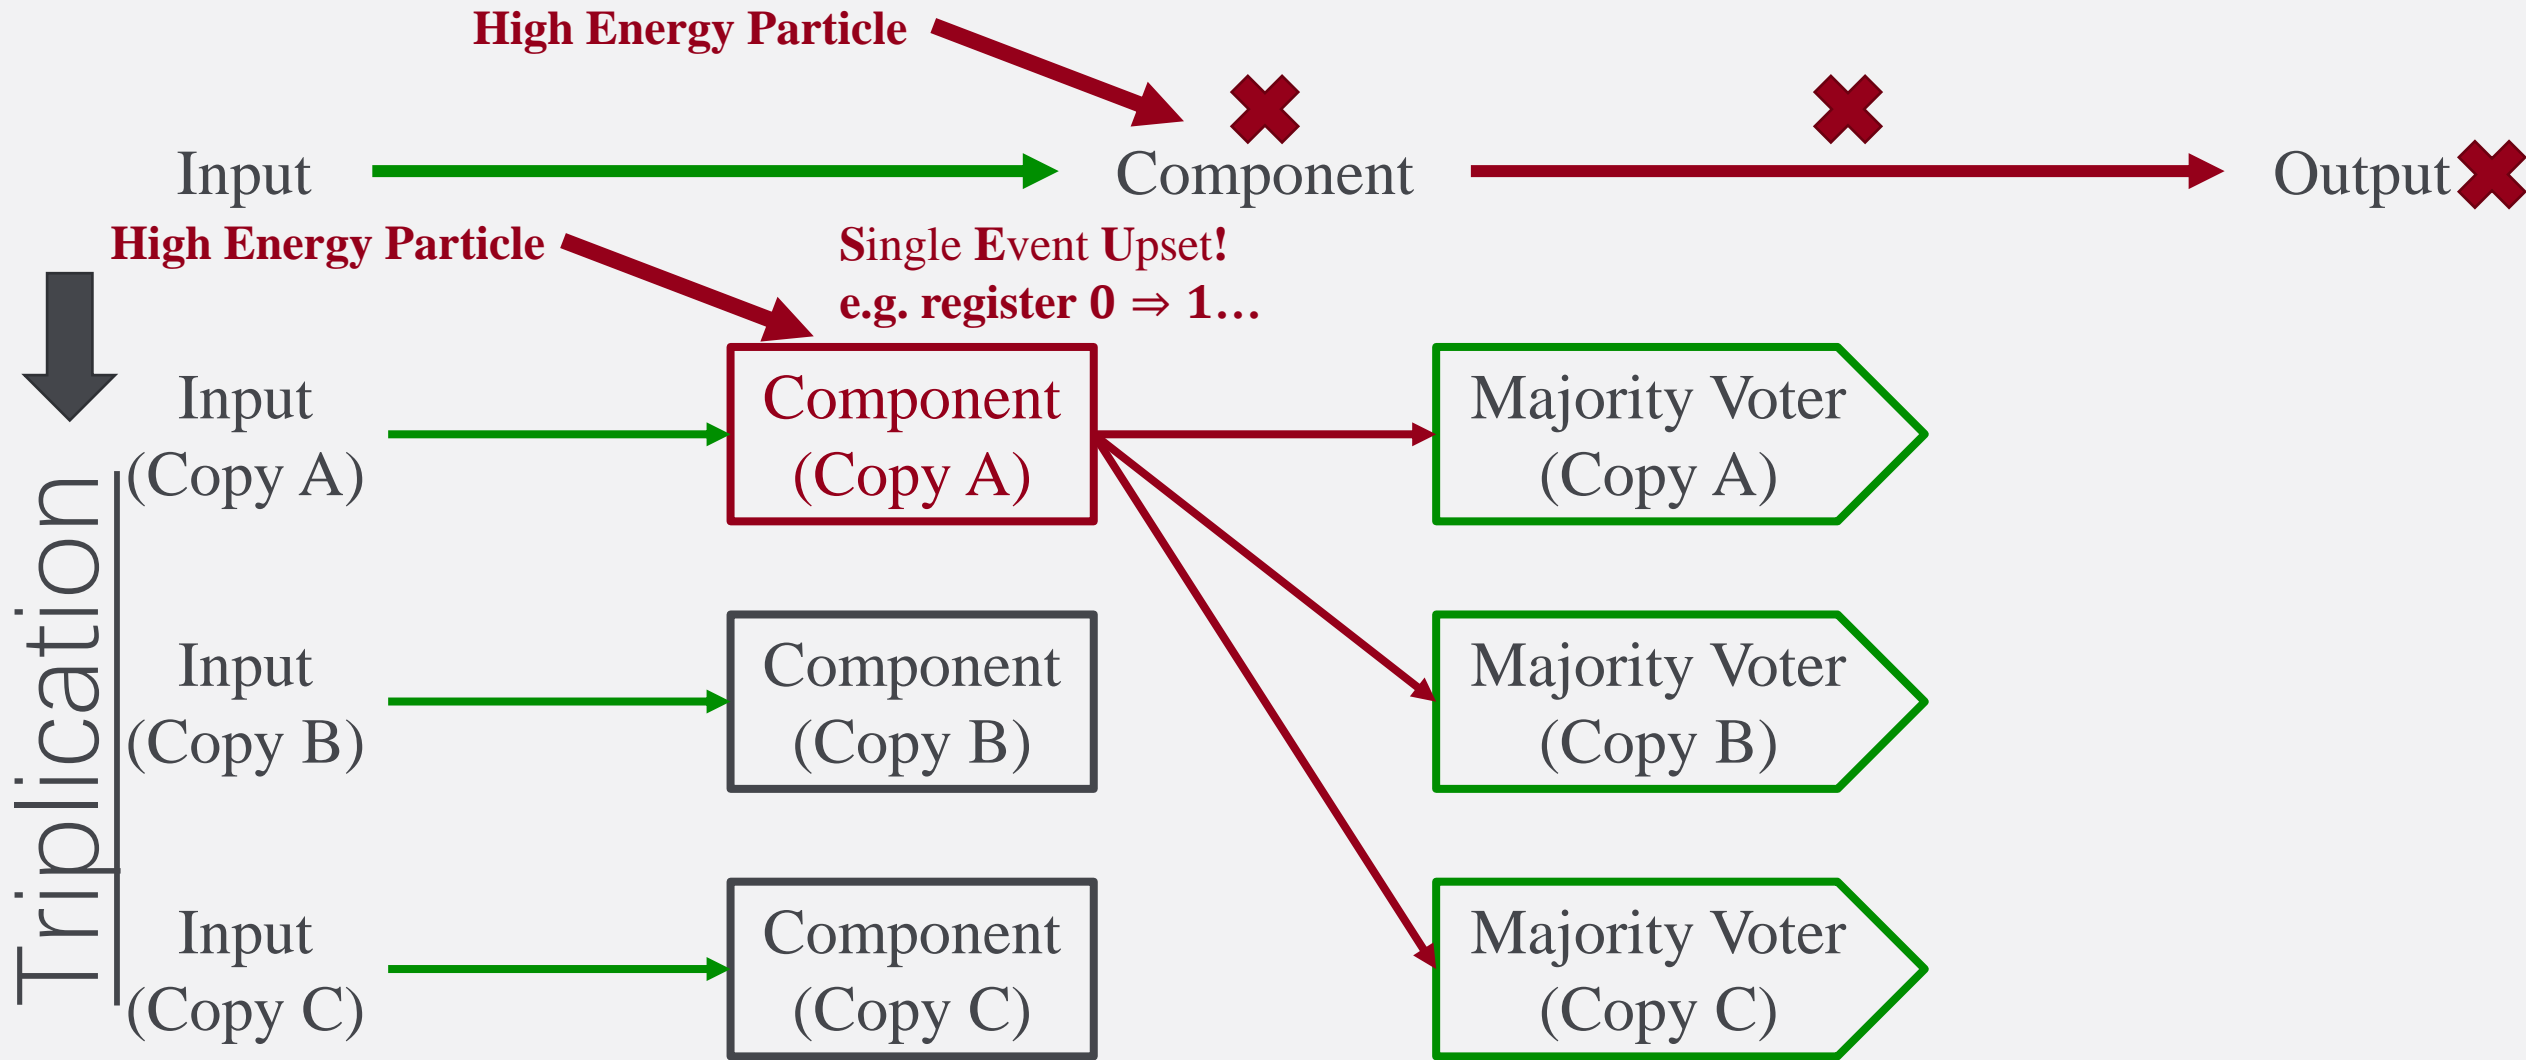 High Energy Particle
Input
Component
Output
High Energy Particle
Single Event Upset!
e.g. register 0 ⇒ 1…
Triplication
Input
(Copy A)
Component
(Copy A)
Majority Voter
(Copy A)
Input
(Copy B)
Component
(Copy B)
Majority Voter
(Copy B)
Input
(Copy C)
Component
(Copy C)
Majority Voter
(Copy C)